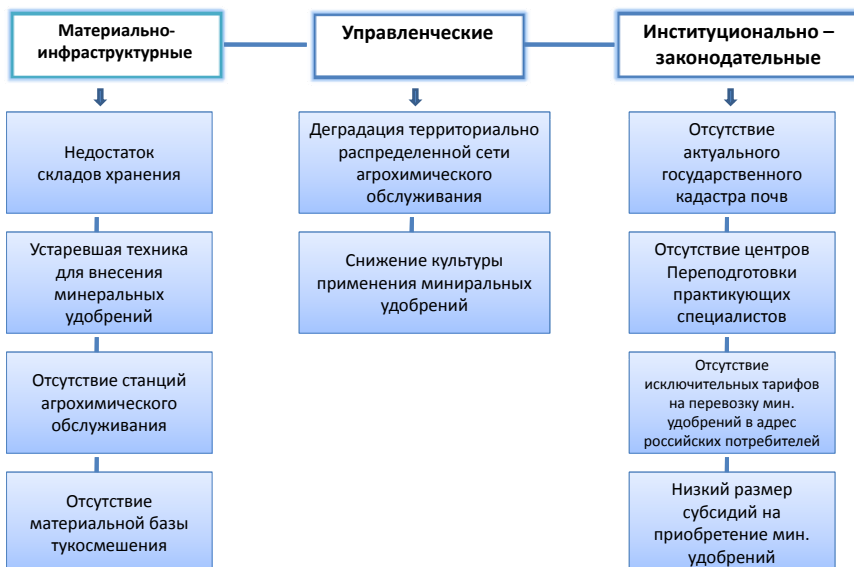 Материально-
инфраструктурные
Управленческие
Институционально –
законодательные
Недостаток
складов хранения
Устаревшая техника
для внесения
минеральных
удобрений
Отсутствие станций
агрохимического
обслуживания
Отсутствие
материальной базы
тукосмешения
Деградация территориально
распределенной сети
агрохимического
обслуживания
Снижение культуры
применения миниральных
удобрений
Отсутствие
актуального
государственного
кадастра почв
Отсутствие центров
Переподготовки
практикующих
специалистов
Отсутствие
исключительных тарифов
на перевозку мин.
удобрений в адрес
российских потребителей
Низкий размер
субсидий на
приобретение мин.
удобрений